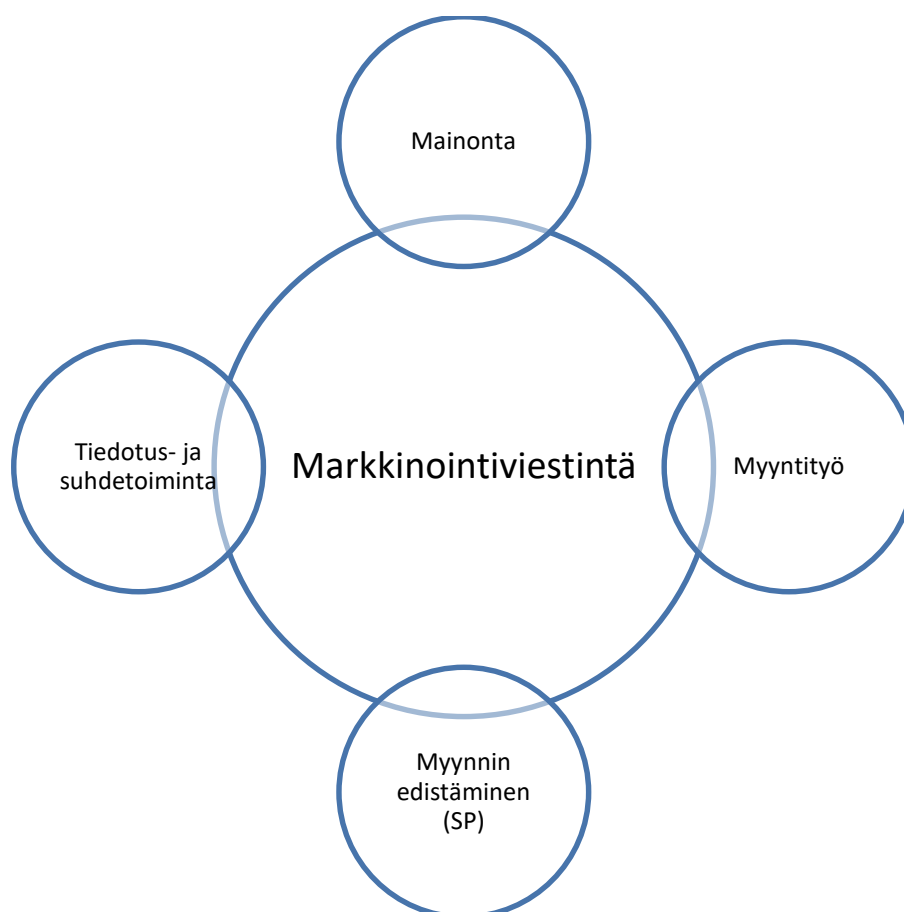 Mainonta
Tiedotus- ja
suhdetoiminta
Markkinointiviestintä
Myyntityö
Myynnin
edistäminen
(SP)